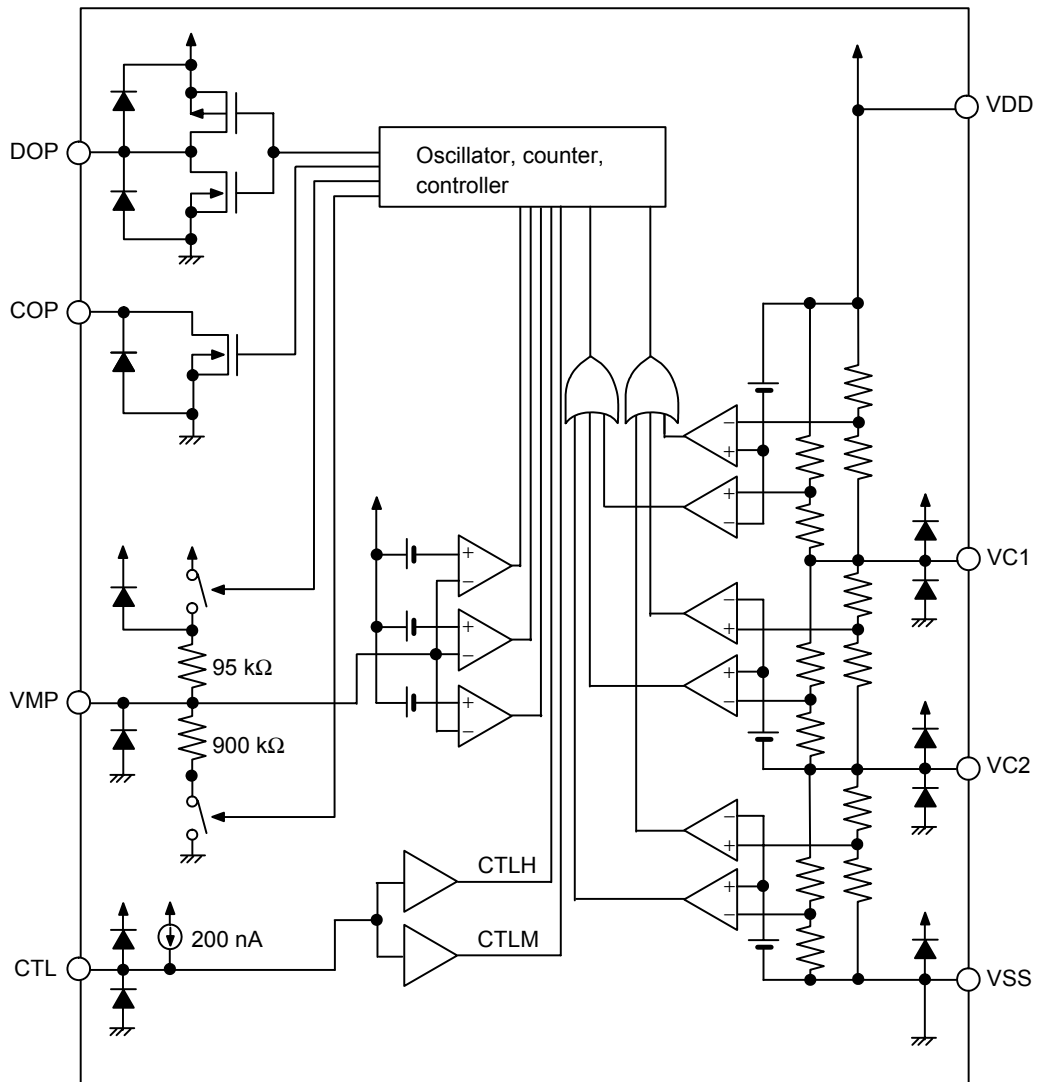 VDD
DOP
Oscillator, counter,
controller
COP
VC1
95 kΩ
VMP
900 kΩ
VC2
CTLH
200 nA
CTLM
CTL
VSS